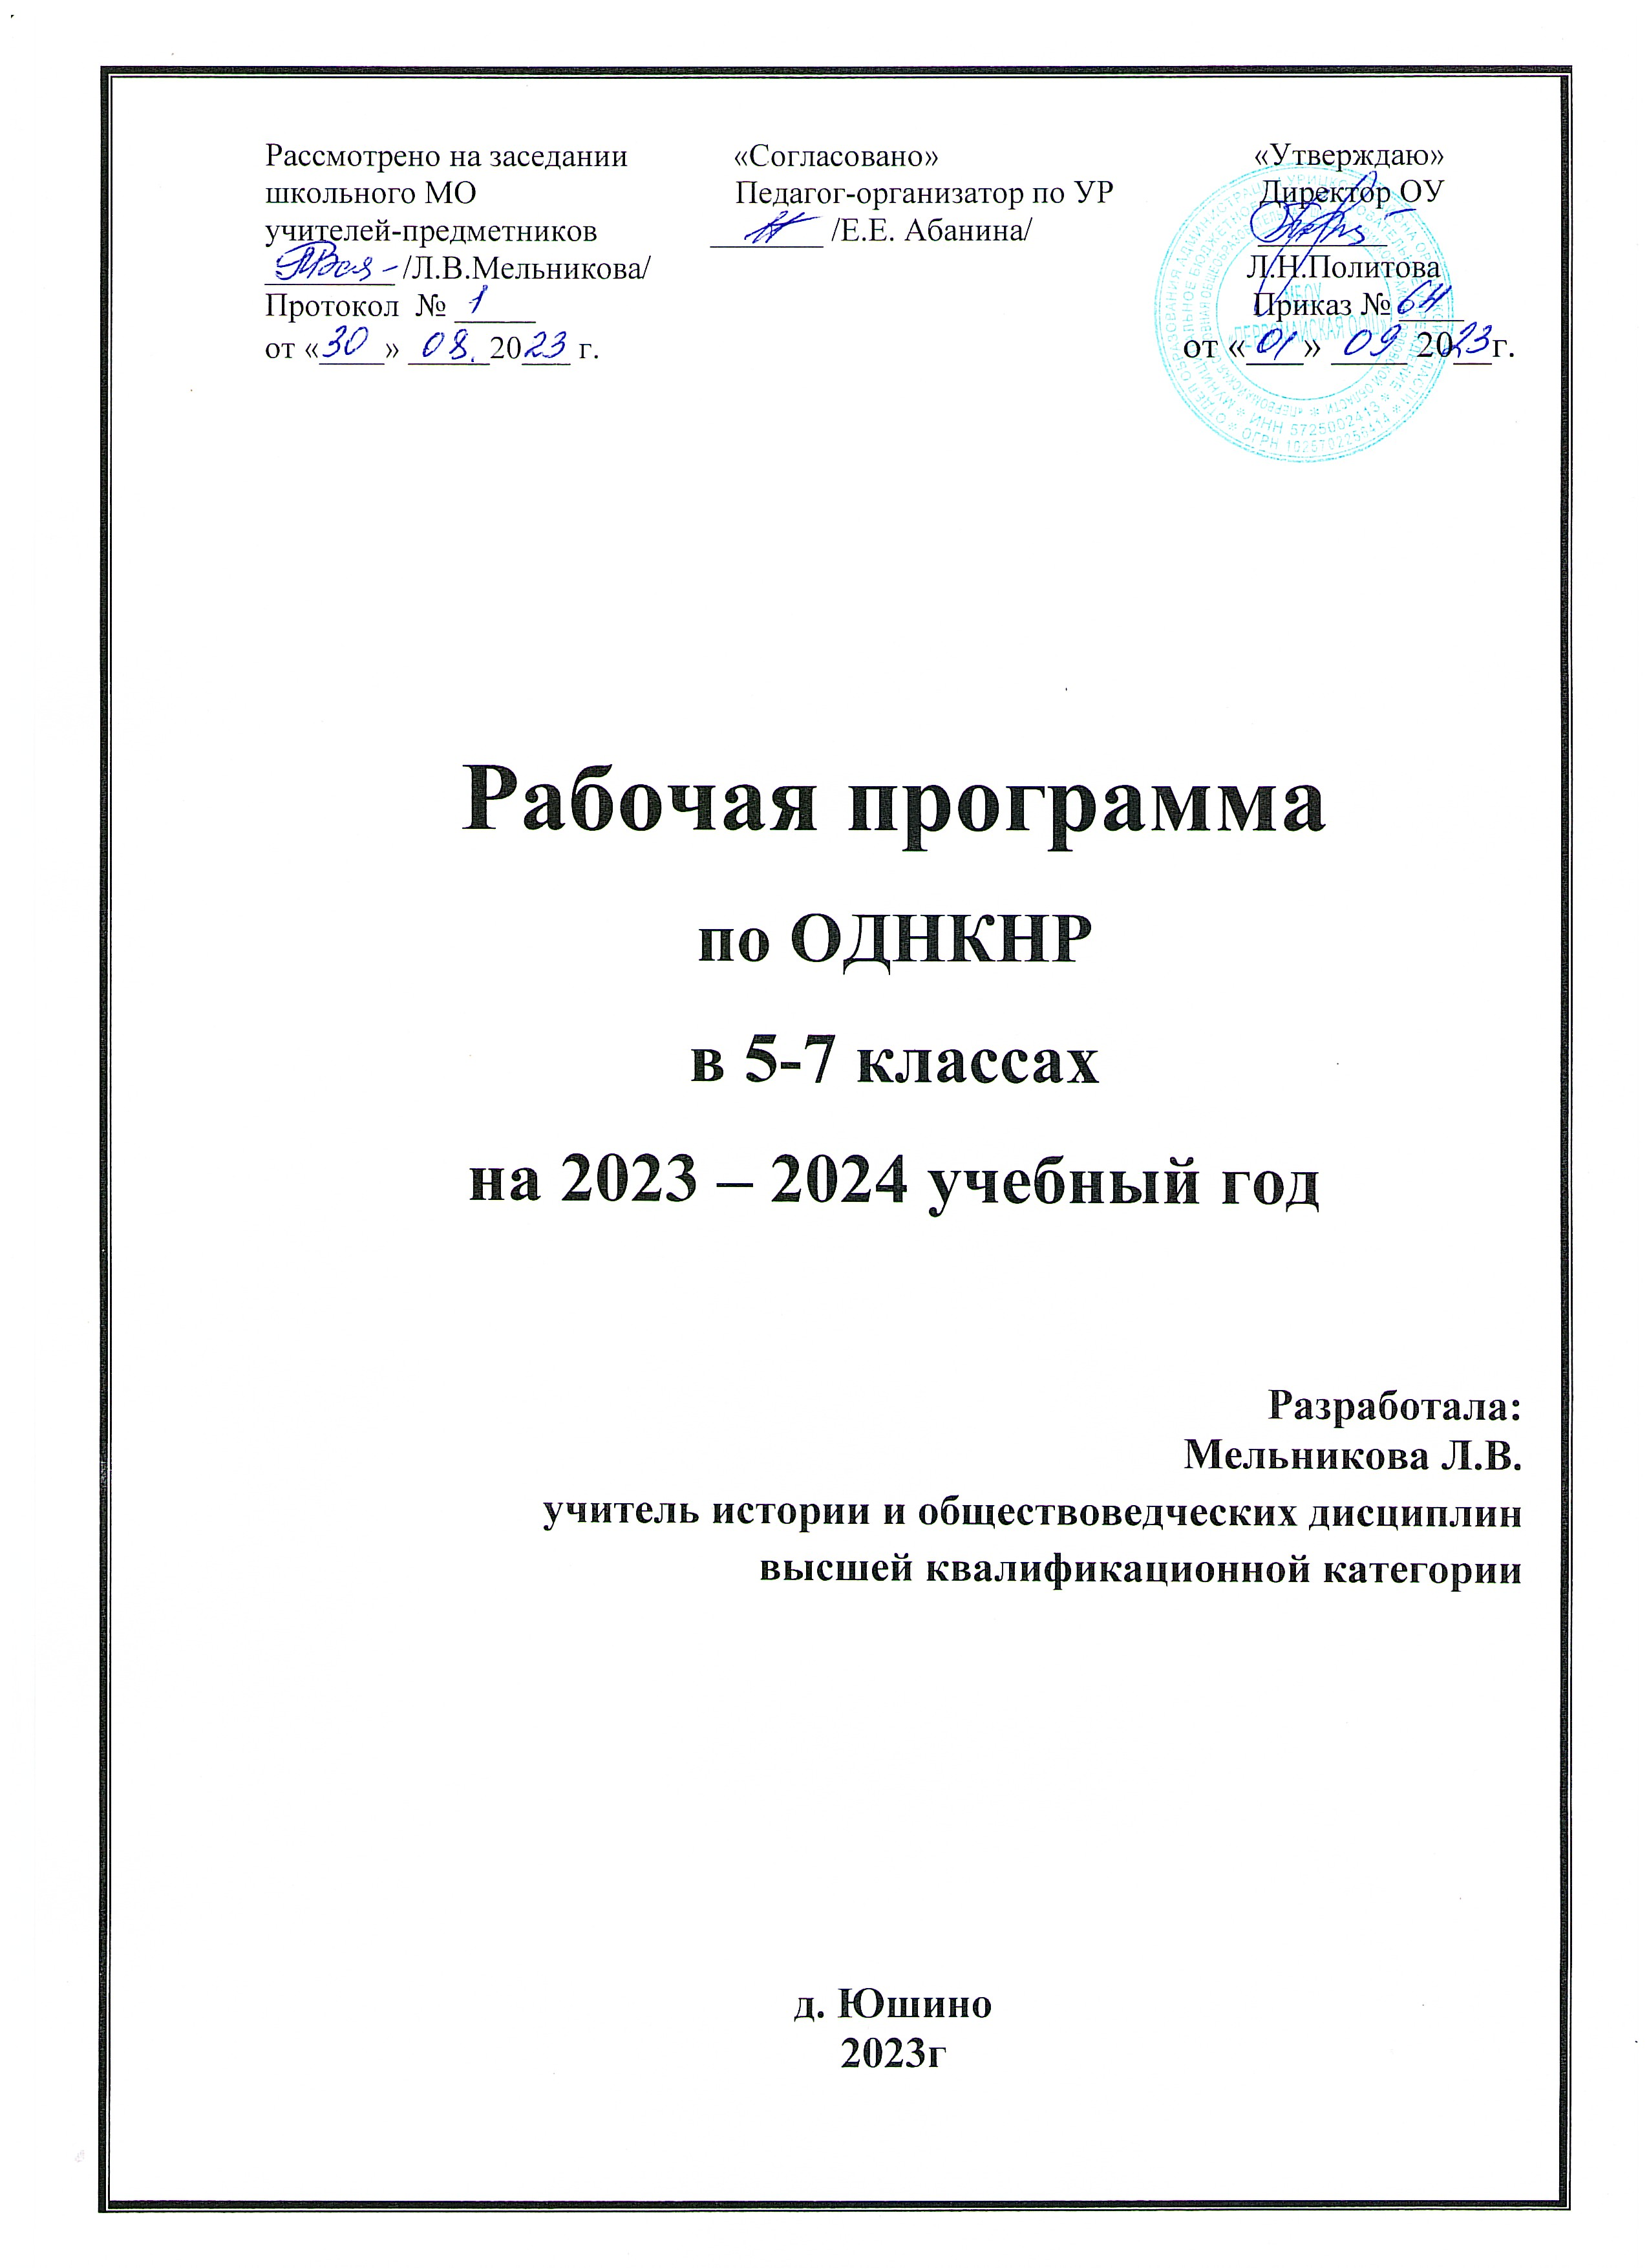 Рассмотрено на заседании
школьного МО
учителей-предметников
/Л.В.Мельникова/
Протокол № 1
от «30» 08. 2023 г.
«Согласовано»
Педагог-организатор по УР
/Е.Е. Абанина/
«Утверждаю»
Директор ОУ
Л.Н.Политова
Приказ № 64
от «01» 09 2023г.
Рабочая программа
по ОДНКНР
в 5-7 классах
на 2023 – 2024 учебный год
Разработала:
Мельникова Л.В.
учитель истории и обществоведческих дисциплин
высшей квалификационной категории
д. Юшино
2023г